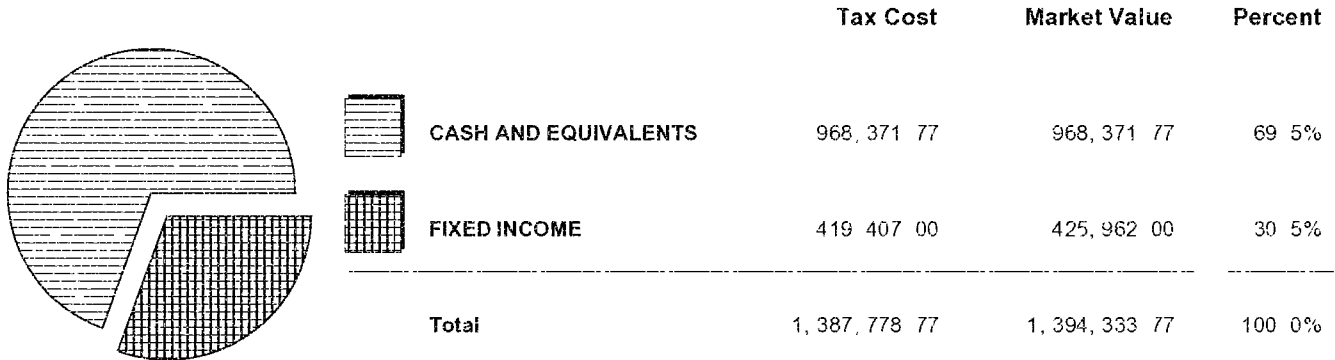 Tax Cost Market Value Percent
CASH AND EQUIVALENTS 968, 371 77 968, 371 77 69 5%
FIXED INCOME 419 407 00 425, 962 00 30 5%
Total 1, 387, 778 77 1, 394, 333 77 100 0%